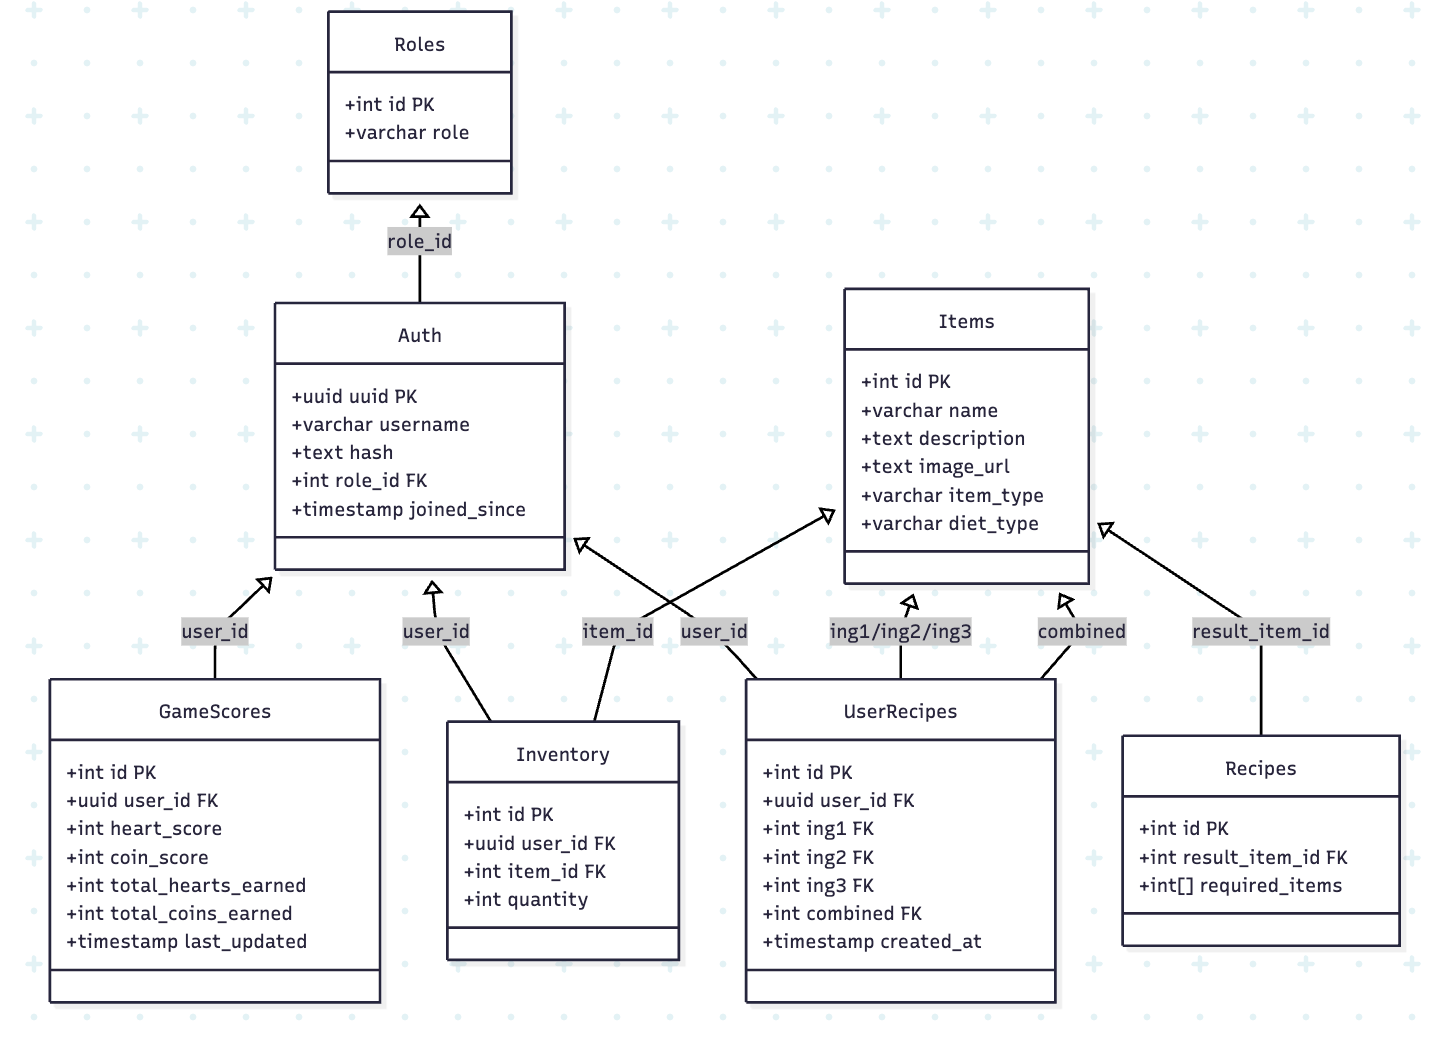 Roles
+int id PK
+varchar role
role_id
Auth
+uuid uuid PK
+varchar username
+text hash
+int role_id FK
+timestamp joined_since
Items
+int id PK
+varchar name
+text description
+text image_url
+varchar item_type
+varchar diet_type
user_id
user_id
item_id
user_id
ing1/ing2/ing3
combined
result_item_id
GameScores
+int id PK
+uuid user_id FK
+int heart_score
+int coin_score
+int total_hearts_earned
+int total_coins_earned
+timestamp last_updated
Inventory
+int id PK
+uuid user_id FK
+int item_id FK
+int quantity
UserRecipes
+int id PK
+uuid user_id FK
+int ing1 FK
+int ing2 FK
+int ing3 FK
+int combined FK
+timestamp created_at
Recipes
+int id PK
+int result_item_id FK
+int[] required_items